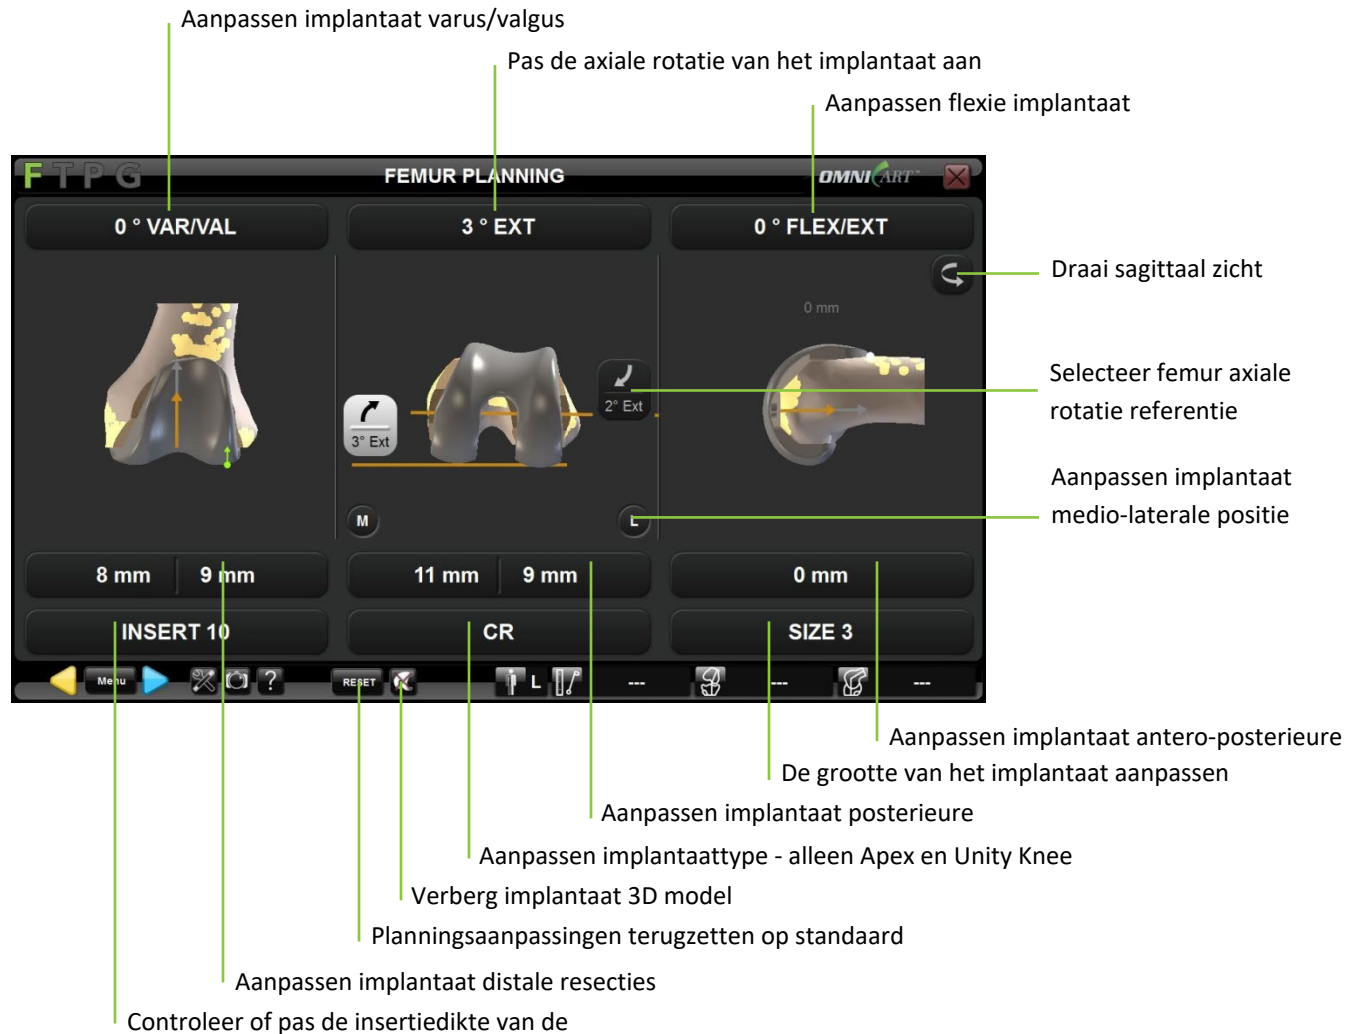 Aanpassen implantaat varus/valgus
Pas de axiale rotatie van het implantaat aan
Aanpassen flexie implantaat
F T P G
FEMUR PLANNING
OMNI ART™
0 ° VAR/VAL
3 ° EXT
0 ° FLEX/EXT
Draai sagittaal zicht
0 mm
Selecteer femur axiale
rotatie referentie
2° Ext
3° Ext
Aanpassen implantaat
medio-laterale positie
M
L
8 mm 9 mm
11 mm 9 mm
0 mm
INSERT 10
CR
SIZE 3
Menu
?
RESET
L
---
---
---
Aanpassen implantaat antero-posterieure
De grootte van het implantaat aanpassen
Aanpassen implantaat posterieure
Aanpassen implantaattype - alleen Apex en Unity Knee
Verberg implantaat 3D model
Planningsaanpassingen terugzetten op standaard
Aanpassen implantaat distale resecties
Controleer of pas de insertiedikte van de